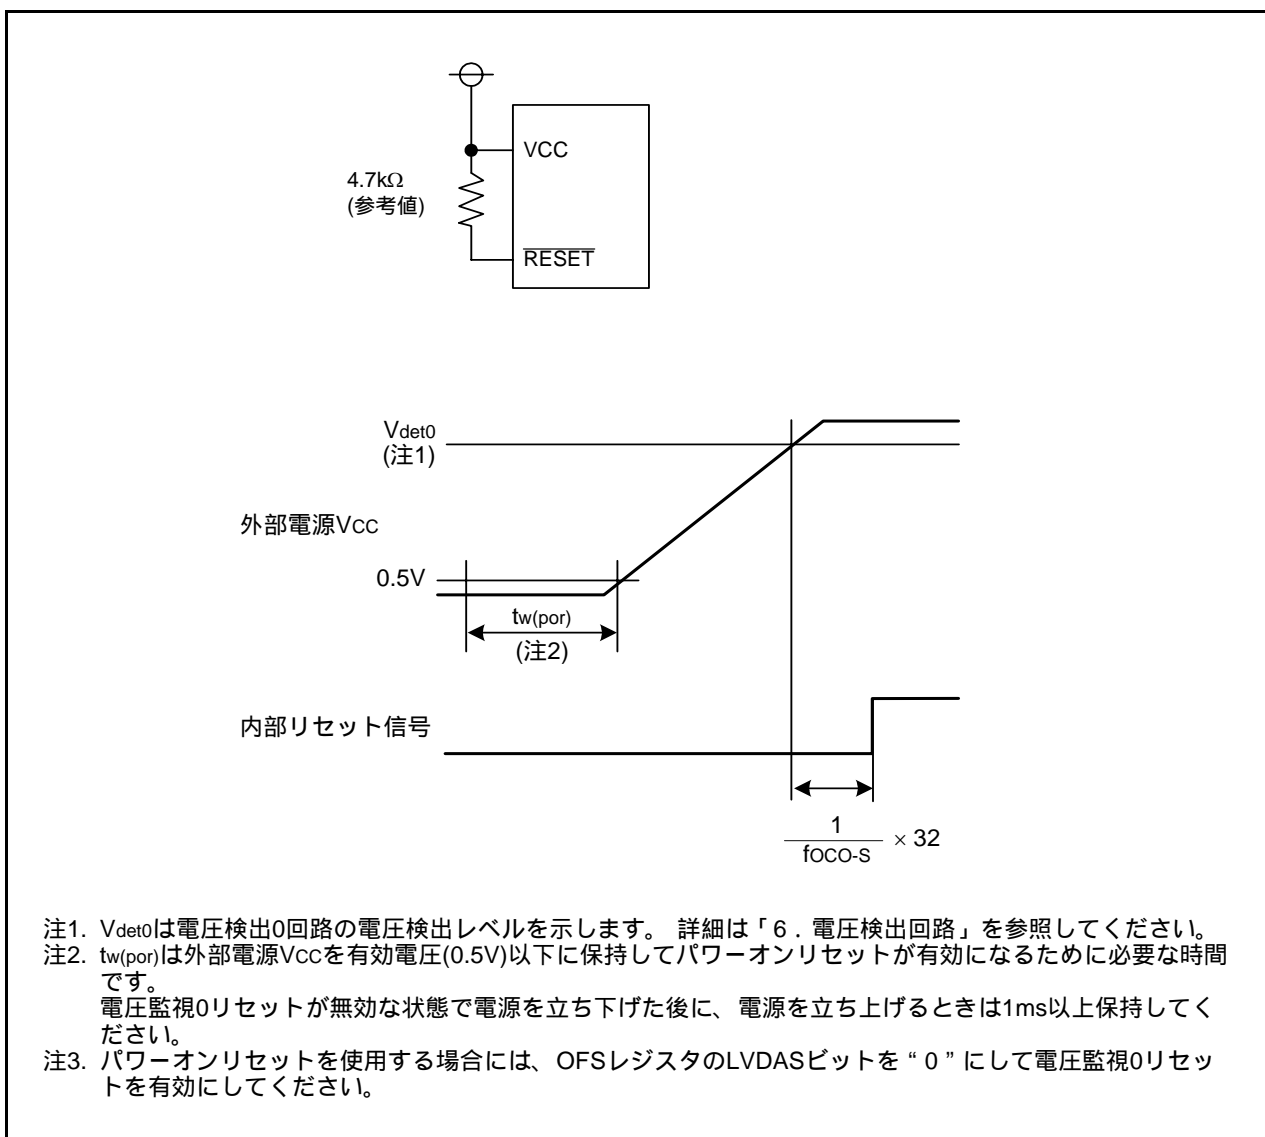 VCC
4.7kΩ
(参考値)
RESET
Vdet0
(注1)
外部電源VCC
0.5V
tw(por)
(注2)
内部リセット信号
1
fOCO-S
× 32
注1. Vdet0は電圧検出0回路の電圧検出レベルを示します。 詳細は「6．電圧検出回路」を参照してください。
注2. tw(por)は外部電源VCCを有効電圧(0.5V)以下に保持してパワーオンリセットが有効になるために必要な時間
です。
電圧監視0リセットが無効な状態で電源を立ち下げた後に、電源を立ち上げるときは1ms以上保持してく
ださい。
注3. パワーオンリセットを使用する場合には、OFSレジスタのLVDASビットを“0”にして電圧監視0リセッ
トを有効にしてください。